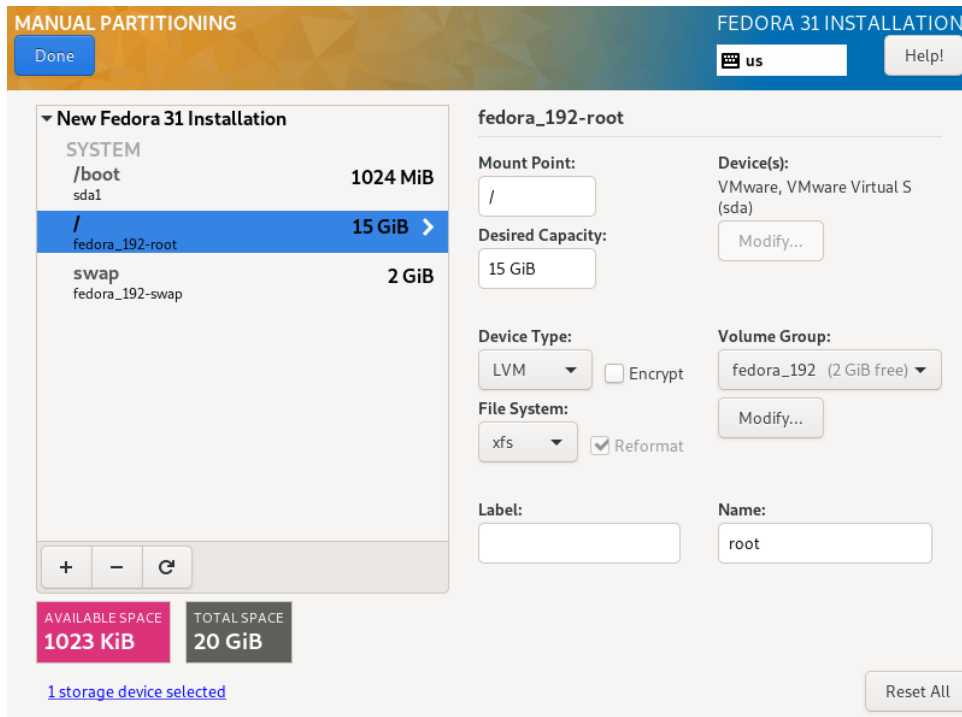 MANUAL PARTITIONING
FEDORA 31 INSTALLATION
Done
us
Help!
New Fedora 31 Installation
SYSTEM
/boot
1024 MiB
sda1
/
15 GiB
fedora_192-root
swap
2 GiB
fedora_192-swap
+
−
AVAILABLE SPACE
1023 KiB
TOTAL SPACE
20 GiB
1 storage device selected
fedora_192-root
Mount Point:
/
Device(s):
VMware, VMware Virtual S
(sda)
Modify...
Desired Capacity:
15 GiB
Device Type:
LVM
Encrypt
Volume Group:
fedora_192 (2 GiB free)
Modify...
File System:
xfs
Reformat
Label:
Name:
root
Reset All